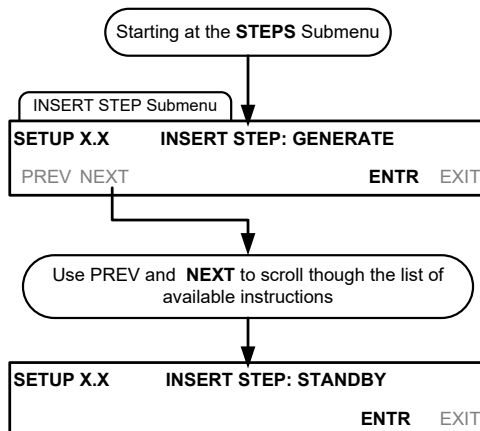 Starting at the STEPS Submenu
INSERT STEP Submenu
SETUP X.X INSERT STEP: GENERATE
PREV NEXT ENTR EXIT
Use PREV and NEXT to scroll though the list of
available instructions
SETUP X.X INSERT STEP: STANDBY
ENTR EXIT